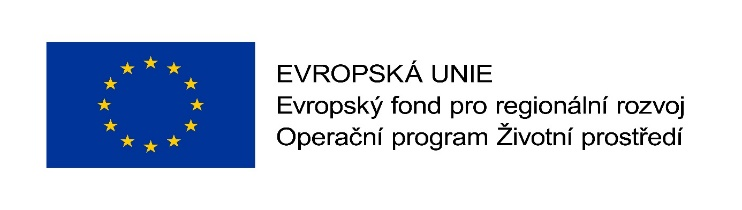 EVROPSKÁ UNIE
Evropský fond pro regionální rozvoj
Operační program Životní prostředí